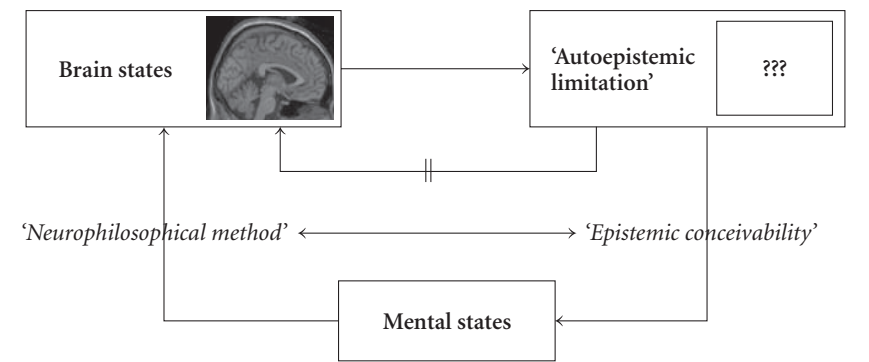 Brain states
‘Autoepistemic
limitation’
???
‘Neurophilosophical method’
‘Epistemic conceivability’
Mental states